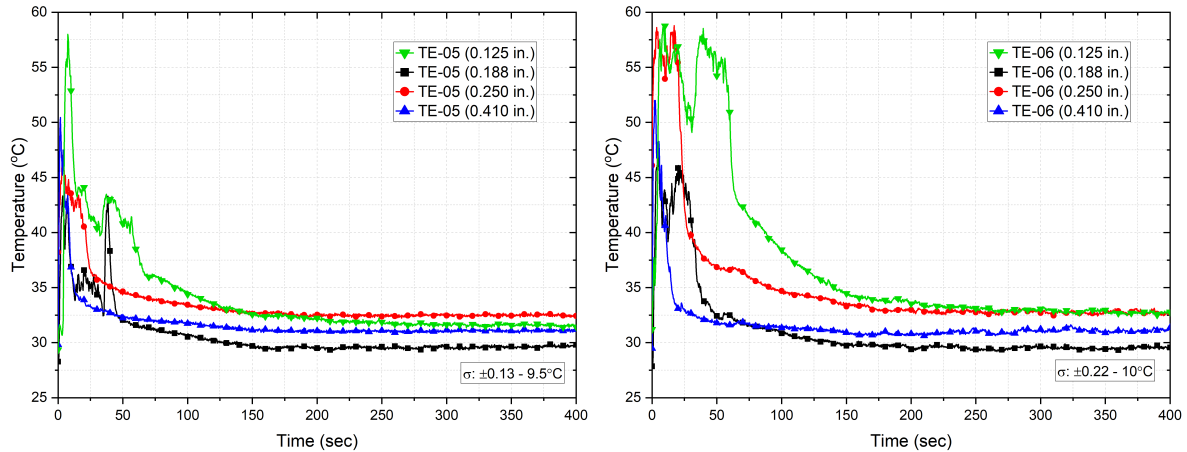 60
55
50
45
40
35
30
25
0
50
100
150
200
250
300
350
400
Temperature (°C)
Time (sec)
TE-05 (0.125 in.)
TE-05 (0.188 in.)
TE-05 (0.250 in.)
TE-05 (0.410 in.)
σ: ±0.13 - 9.5°C
60
55
50
45
40
35
30
25
0
50
100
150
200
250
300
350
400
Temperature (°C)
Time (sec)
TE-06 (0.125 in.)
TE-06 (0.188 in.)
TE-06 (0.250 in.)
TE-06 (0.410 in.)
σ: ±0.22 - 10°C